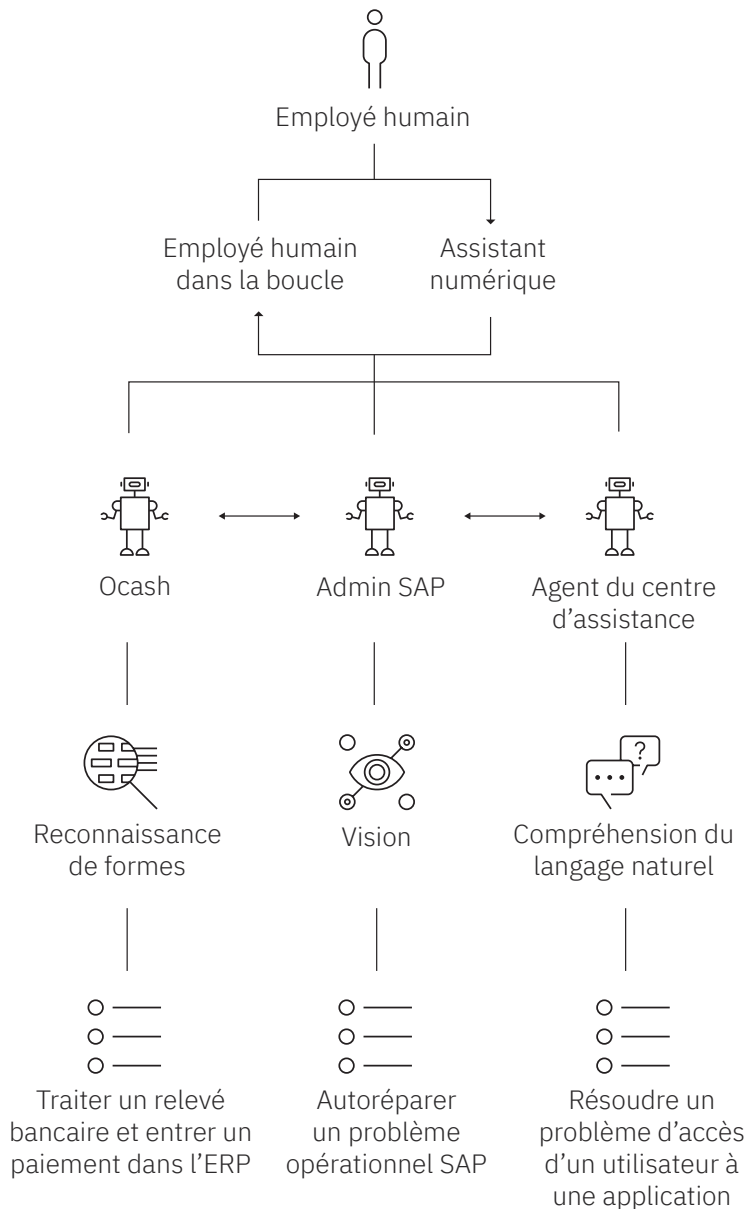 Employé humain
Employé humain
dans la boucle
Assistant
numérique
Ocash
Admin SAP
Agent du centre
d’assistance
Reconnaissance
de formes
Vision
?
Compréhension du
langage naturel
Traiter un relevé
bancaire et entrer un
paiement dans l’ERP
Autoréparer
un problème
opérationnel SAP
Résoudre un
problème d’accès
d’un utilisateur à
une application